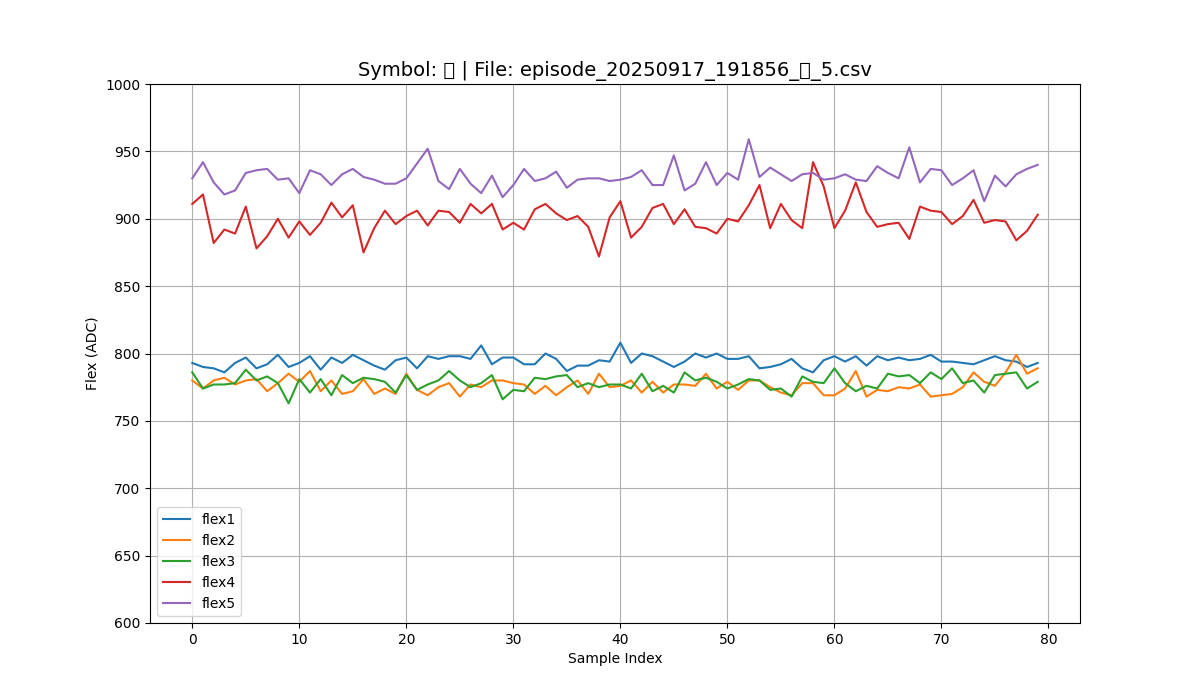 Symbol: | File: episode_20250917_191856_ _5.csv
1000
950
900
850
800
750
700
650
600
Flex (ADC)
flex1
flex2
flex3
flex4
flex5
0 10 20 30 40 50 60 70 80
Sample Index